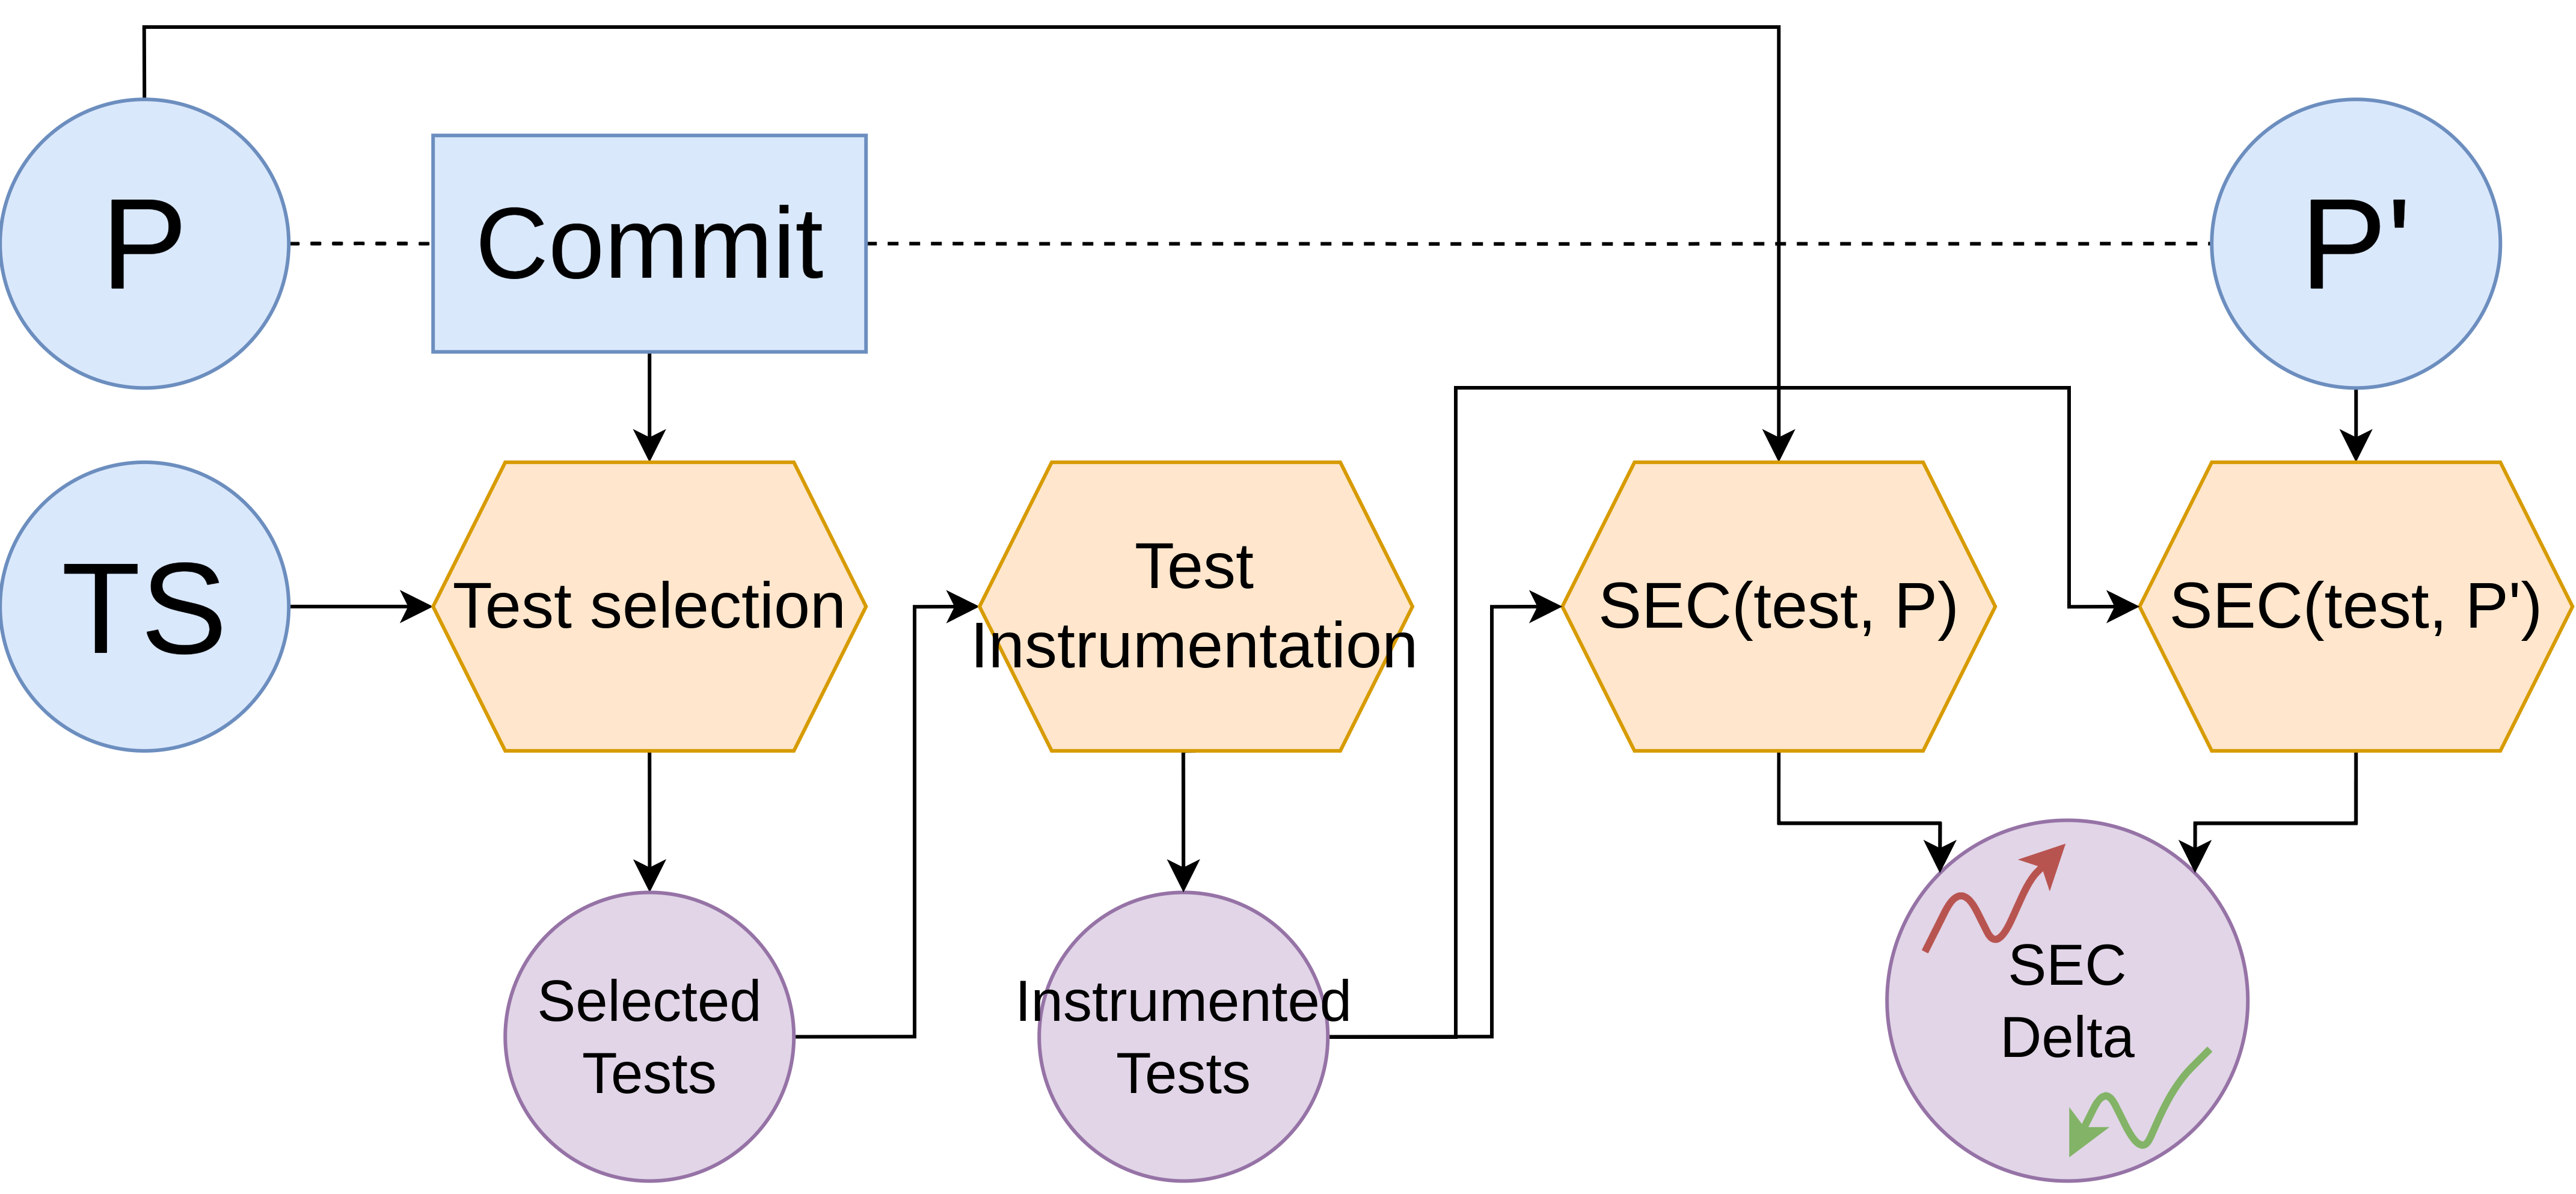 P
Commit
P'
TS
Test selection
Test
Instrumentation
SEC(test, P)
SEC(test, P')
Selected
Tests
Instrumented
Tests
SEC
Delta